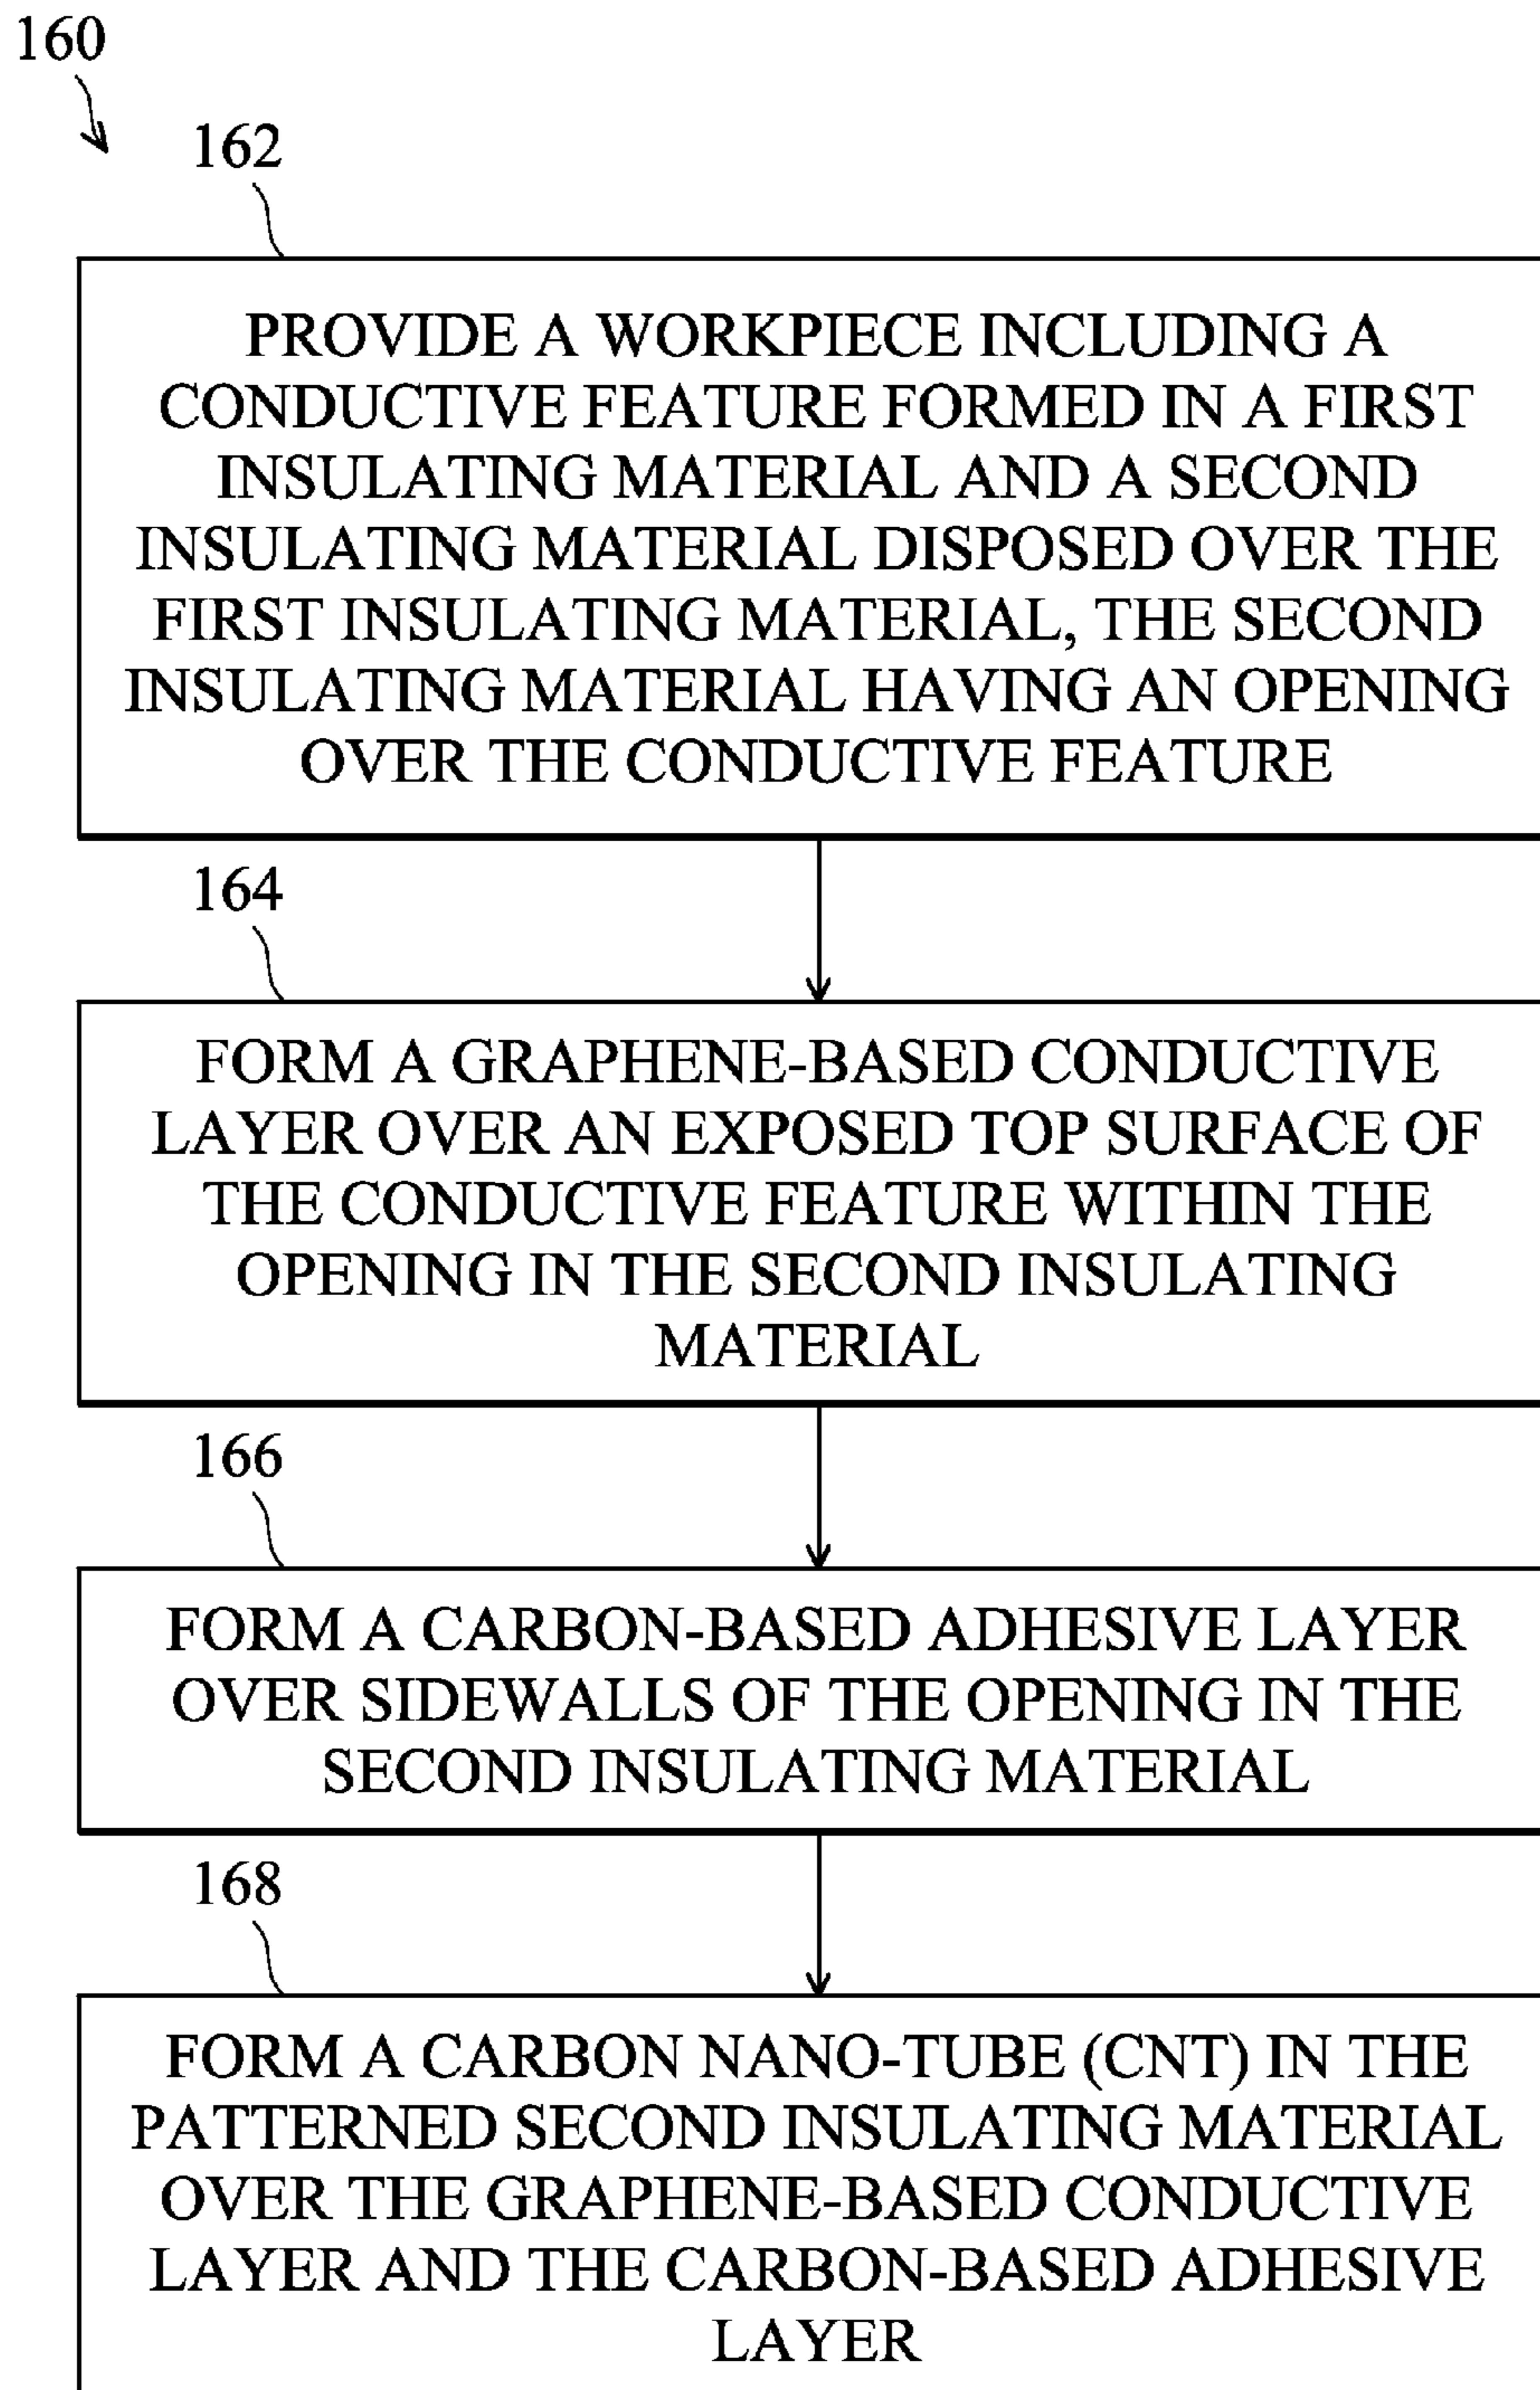 160
162
PROVIDE A WORKPIECE INCLUDING A
CONDUCTIVE FEATURE FORMED IN A FIRST
INSULATING MATERIAL AND A SECOND
INSULATING MATERIAL DISPOSED OVER THE
FIRST INSULATING MATERIAL, THE SECOND
INSULATING MATERIAL HAVING AN OPENING
OVER THE CONDUCTIVE FEATURE
164
FORM A GRAPHENE-BASED CONDUCTIVE
LAYER OVER AN EXPOSED TOP SURFACE OF
THE CONDUCTIVE FEATURE WITHIN THE
OPENING IN THE SECOND INSULATING
MATERIAL
166
FORM A CARBON-BASED ADHESIVE LAYER
OVER SIDEWALLS OF THE OPENING IN THE
SECOND INSULATING MATERIAL
168
FORM A CARBON NANO-TUBE (CNT) IN THE
PATTERNED SECOND INSULATING MATERIAL
OVER THE GRAPHENE-BASED CONDUCTIVE
LAYER AND THE CARBON-BASED ADHESIVE
LAYER